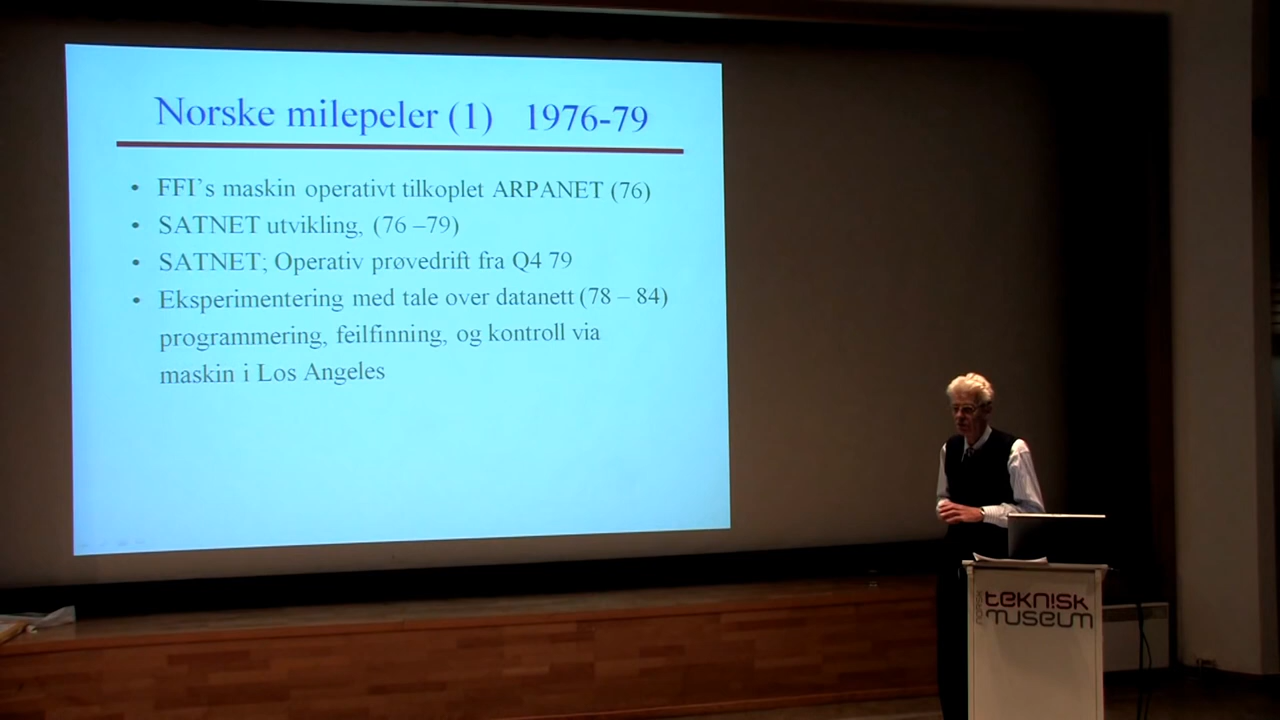 Norske milepeler (1) 1976-79
• FFI's maskin operativt tilkoplet ARPANET (76)
• SATNET utvikling, (76 –79)
• SATNET; Operativ prøvedrift fra Q4 79
• Eksperimentering med tale over datanett (78 – 84)
programmering, feilfinning, og kontroll via
maskin i Los Angeles
NORSK
teknisk
museum